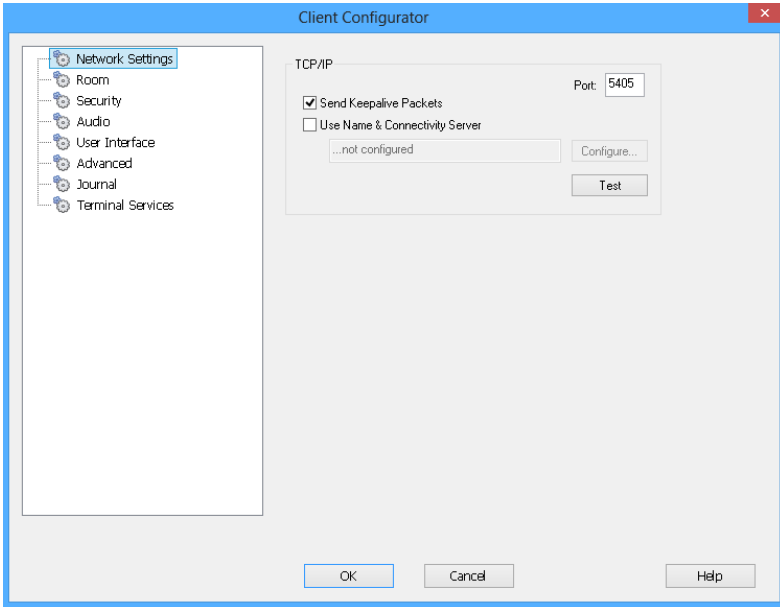 Client Configurator
Network Settings
Room
Security
Audio
User Interface
Advanced
Journal
Terminal Services
TCP/IP
Port: 5405
Send Keepalive Packets
Use Name & Connectivity Server
...not configured
Configure...
Test
OK
Cancel
Help